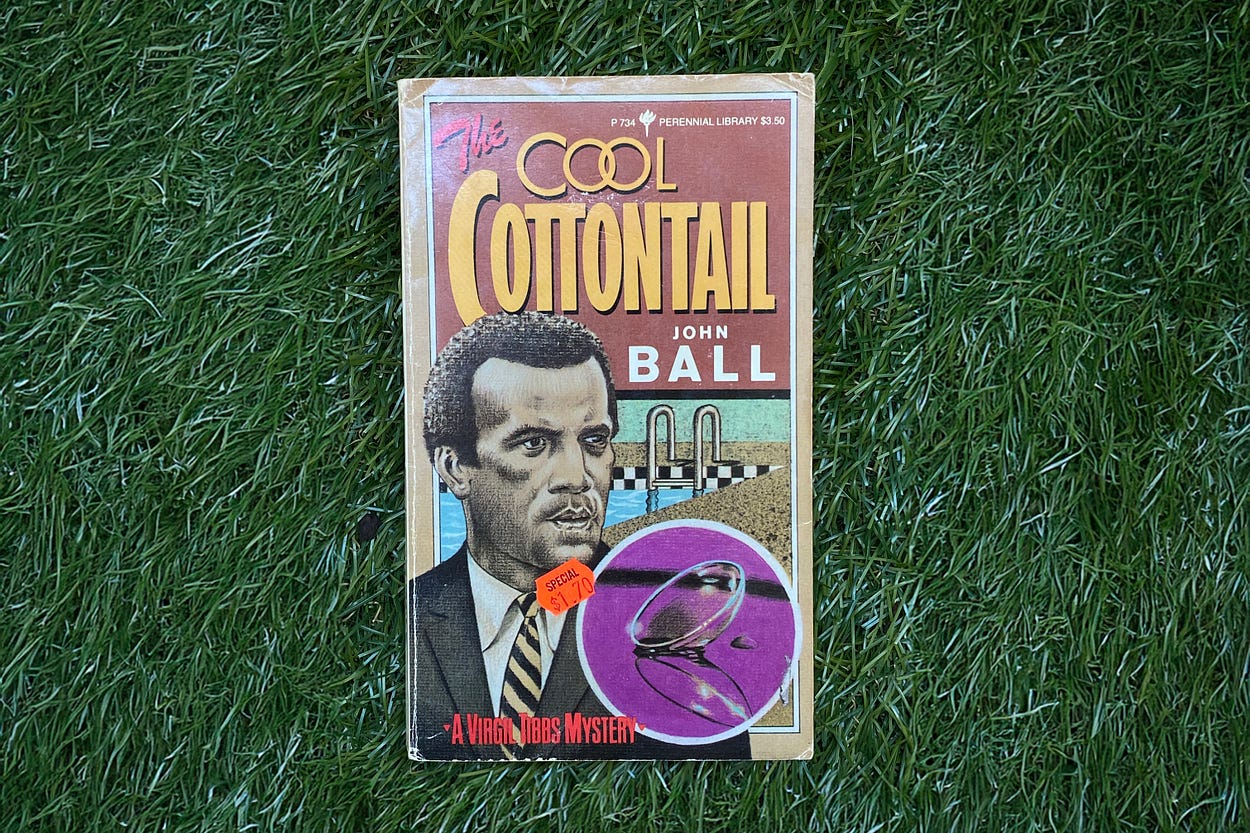 P 734 PERENNIAL LIBRARY $3.50
The
COOL
COTTONTAIL
JOHN
BALL
SPECIAL
$1.70
A VIRGIL TIBBS MYSTERY